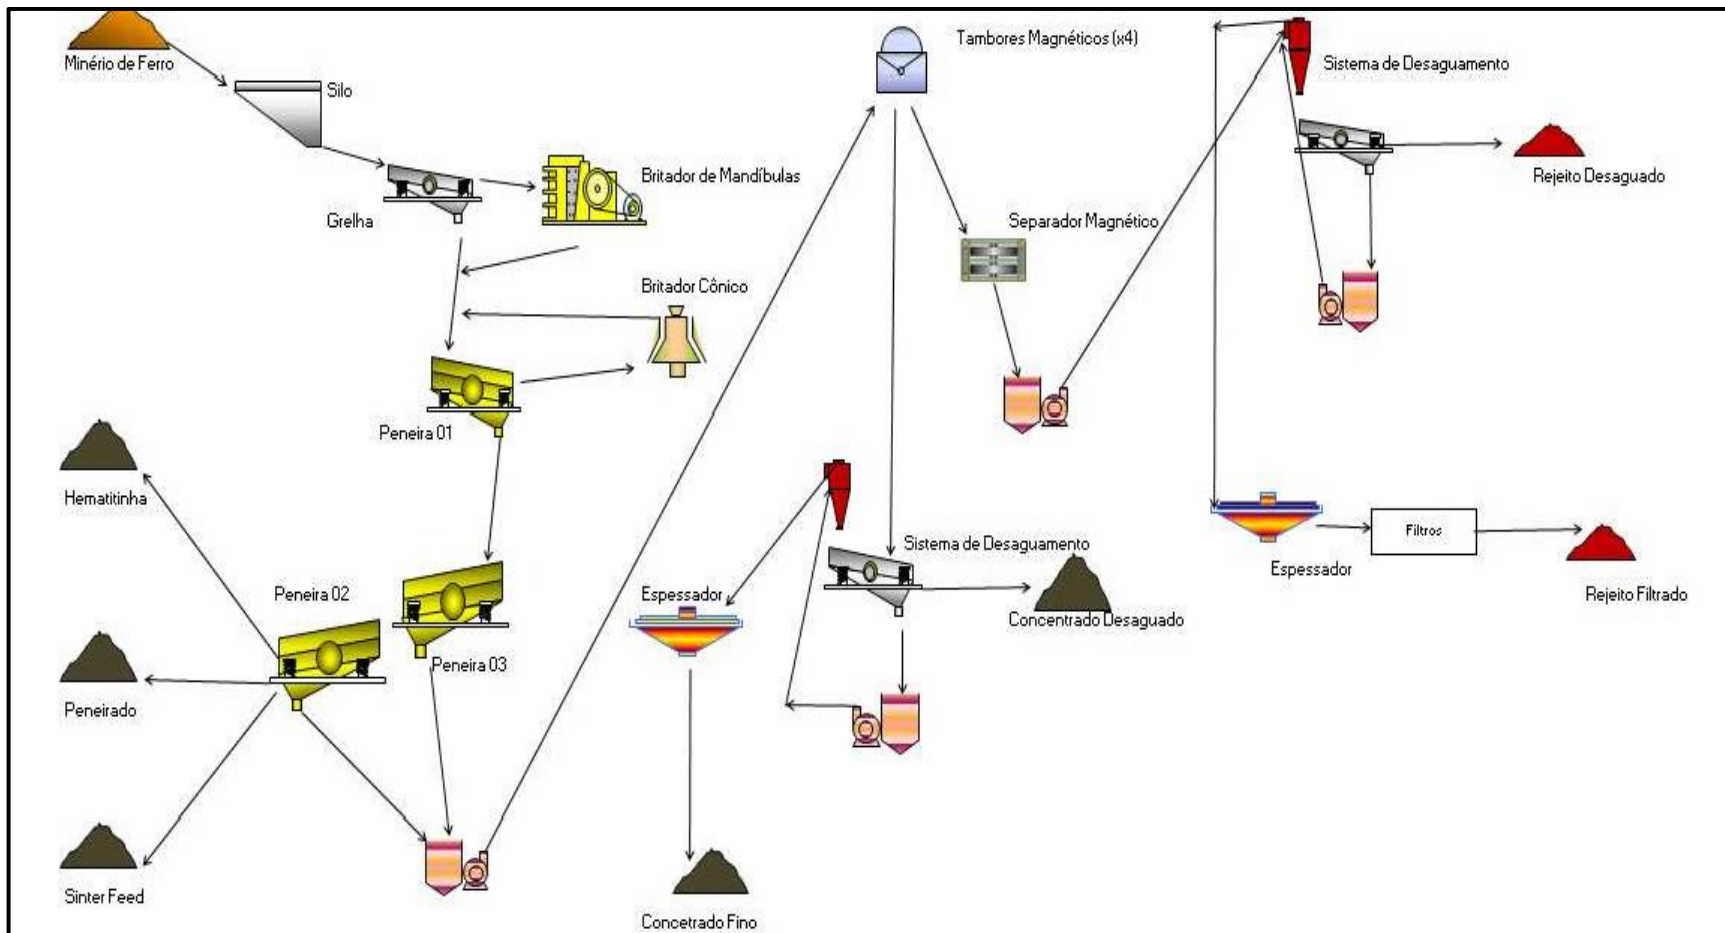 Minério de Ferro
Silo
Grelha
Britador de Mandíbulas
Britador Cônico
Peneira 01
Hematitinha
Peneira 02
Peneira 03
Peneirado
Sinter Feed
Tambores Magnéticos (x4)
Separador Magnético
Sistema de Desaguamento
Espessador
Concentrado Desaguado
Concetrado Fino
Sistema de Desaguamento
Rejeito Desaguado
Espessador
Filtros
Rejeito Filtrado